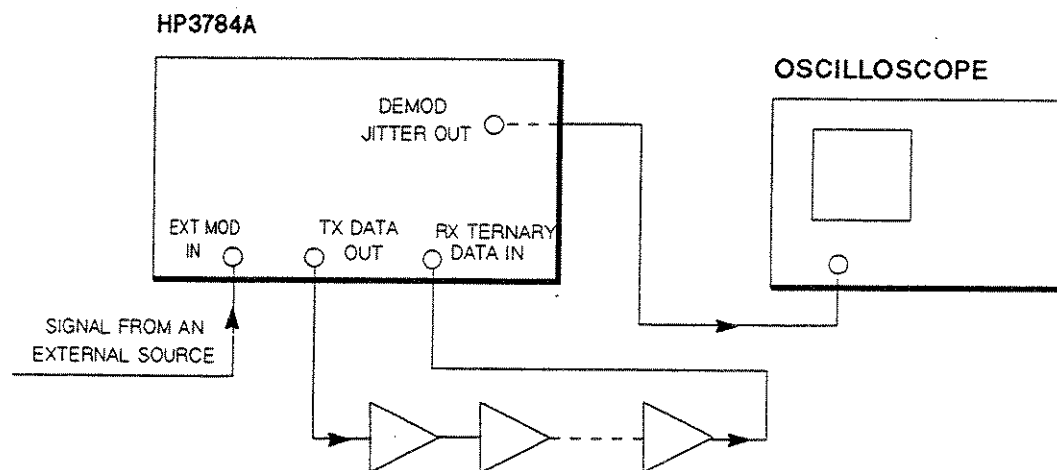 HP3784A
OSCILLOSCOPE
DEMOD
JITTER OUT
EXT MOD
IN
TX DATA
OUT
RX TERNARY
DATA IN
SIGNAL FROM AN
EXTERNAL SOURCE